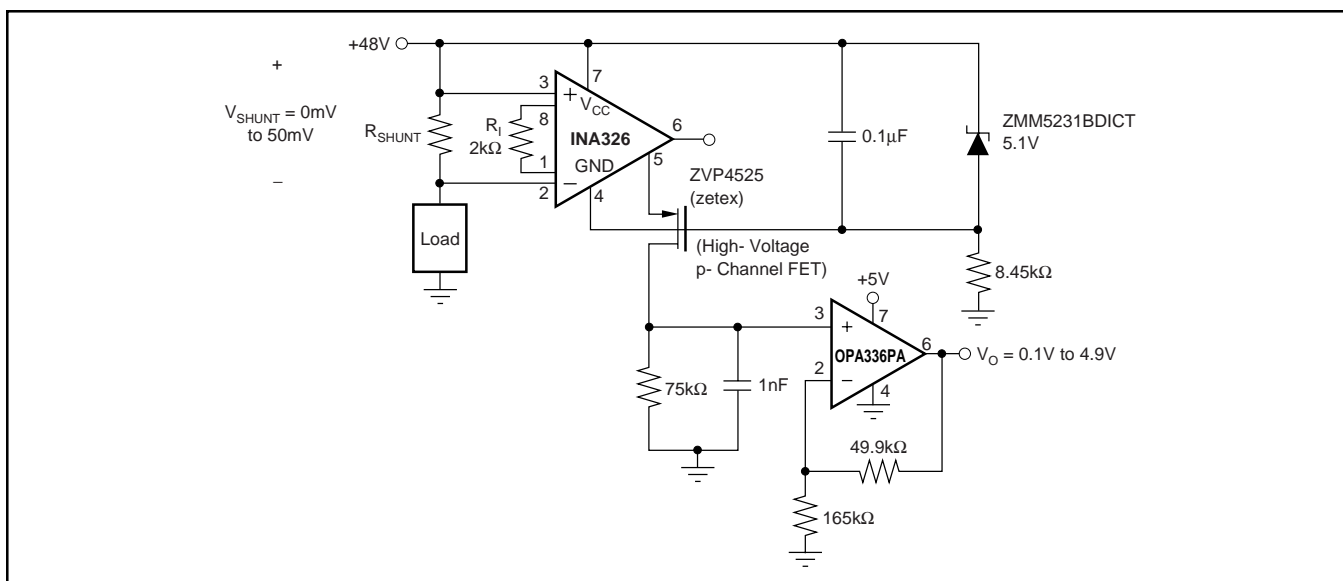 +48V
+
V_SHUNT = 0mV
to 50mV
–
R_SHUNT
Load
3
8
1
2
R_I
2kΩ
+
V_CC
7
INA326
GND
–
4
5
6
ZVP4525
(zetex)
(High- Voltage
p- Channel FET)
0.1µF
ZMM5231BDICT
5.1V
8.45kΩ
+5V
7
3
+
OPA336PA
2
–
4
6
V_O = 0.1V to 4.9V
75kΩ
1nF
49.9kΩ
165kΩ